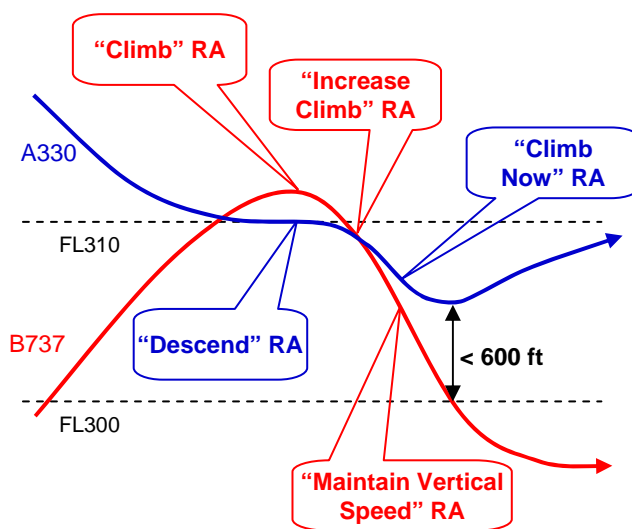 “Climb” RA
“Increase
Climb” RA
“Climb
Now” RA
A330
FL310
B737
“Descend” RA
< 600 ft
FL300
“Maintain Vertical
Speed” RA